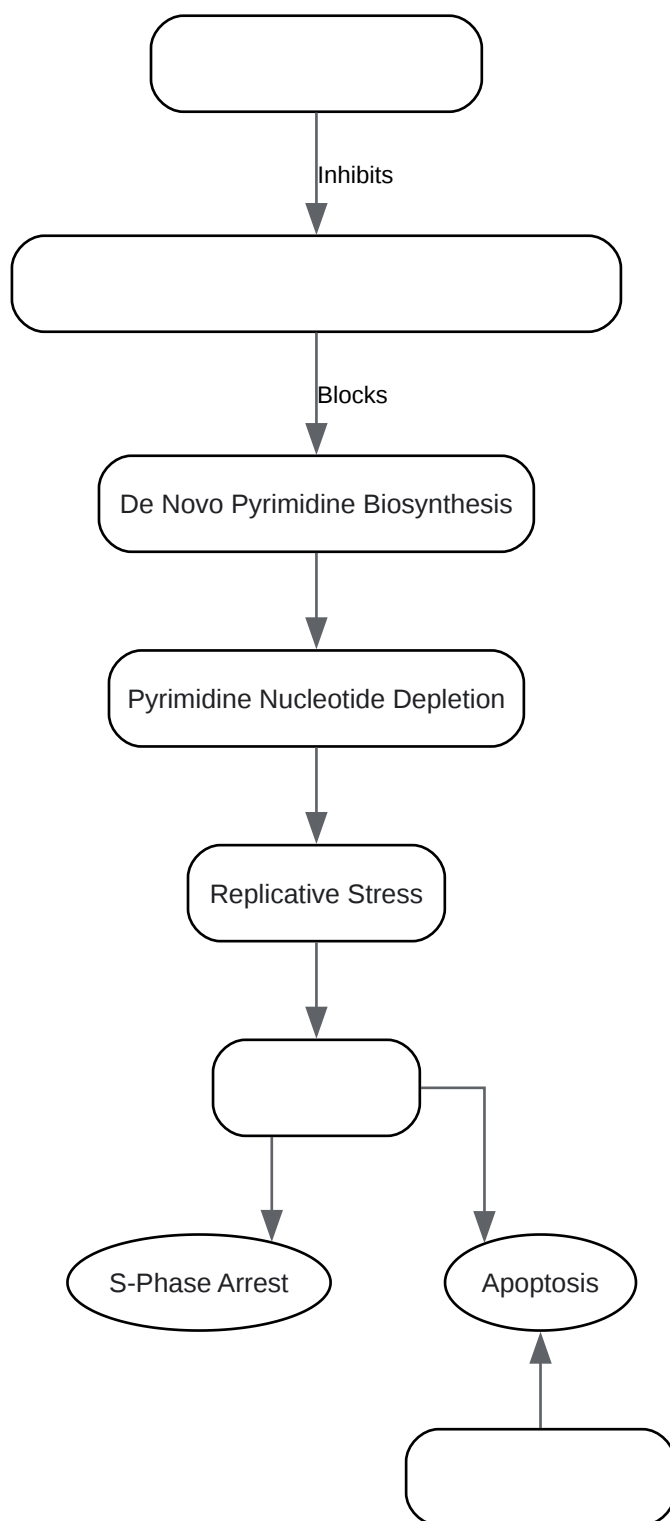 Inhibits
Blocks
De Novo Pyrimidine Biosynthesis
Pyrimidine Nucleotide Depletion
Replicative Stress
S-Phase Arrest
Apoptosis